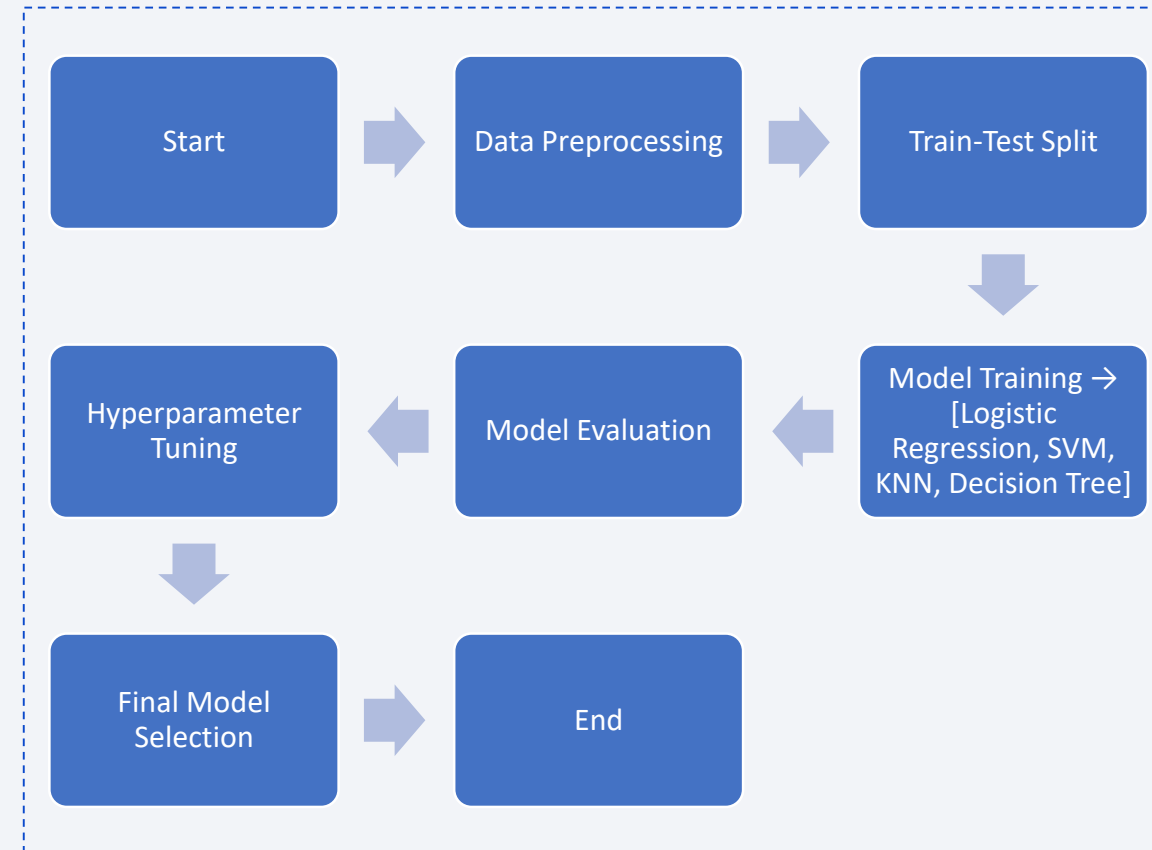 Start
Data Preprocessing
Train-Test Split
Model Training →
[Logistic
Regression, SVM,
KNN, Decision Tree]
Model Evaluation
Hyperparameter
Tuning
Final Model
Selection
End